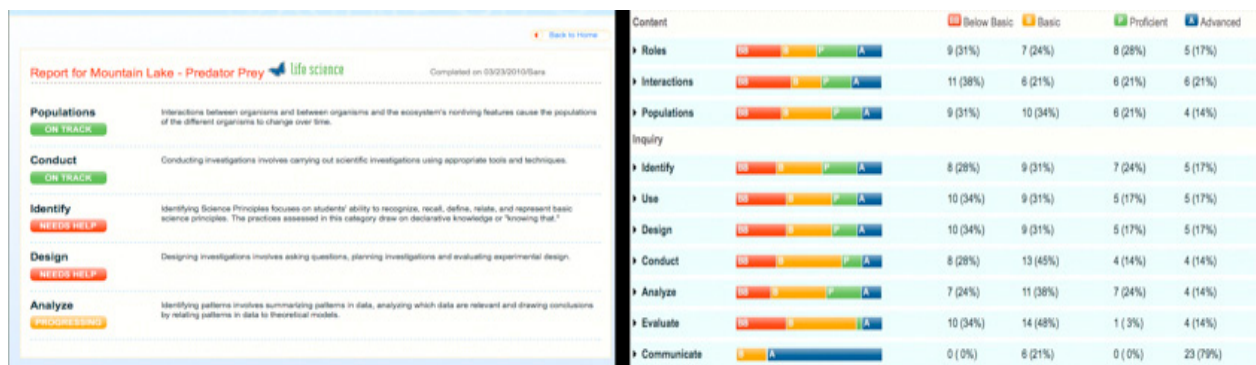 Back to Home
Report for Mountain Lake - Predator Prey life science Completed on 03/23/2010/Sara
Populations
ON TRACK
Interactions between organisms and between organisms and the ecosystem's nonliving features cause the populations
of the different organisms to change over time.
Conduct
ON TRACK
Conducting investigations involves carrying out scientific investigations using appropriate tools and techniques.
Identify
NEEDS HELP
Identifying Science Principles focuses on students' ability to recognize, recall, define, relate, and represent basic
science principles. The practices assessed in this category draw on declarative knowledge or "knowing that."
Design
NEEDS HELP
Designing investigations involves asking questions, planning investigations and evaluating experimental design.
Analyze
PROGRESSING
Identifying patterns involves summarizing patterns in data, analyzing which data are relevant and drawing conclusions
by relating patterns in data to theoretical models.
Content BB Below Basic B Basic P Proficient A Advanced
Roles BB B P A 9 (31%) 7 (24%) 8 (28%) 5 (17%)
Interactions BB B P A 11 (38%) 6 (21%) 6 (21%) 6 (21%)
Populations BB B P A 9 (31%) 10 (34%) 6 (21%) 4 (14%)
Inquiry
Identify BB B P A 8 (28%) 9 (31%) 7 (24%) 5 (17%)
Use BB B P A 10 (34%) 9 (31%) 5 (17%) 5 (17%)
Design BB B P A 10 (34%) 9 (31%) 5 (17%) 5 (17%)
Conduct BB B P A 8 (28%) 13 (45%) 4 (14%) 4 (14%)
Analyze BB B P A 7 (24%) 11 (38%) 7 (24%) 4 (14%)
Evaluate BB B A 10 (34%) 14 (48%) 1 ( 3%) 4 (14%)
Communicate B A 0 ( 0%) 6 (21%) 0 ( 0%) 23 (79%)